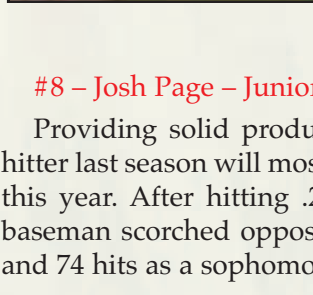 #8 – Josh Page – Junior
Providing solid produ
hitter last season will mos
this year. After hitting .2
baseman scorched oppos
and 74 hits as a sophomo